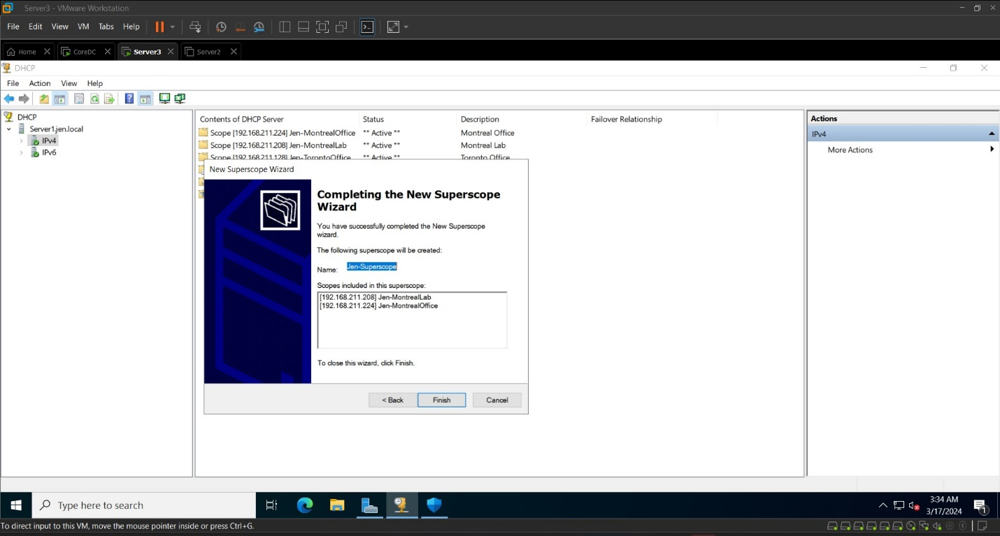 Server3 - VMware Workstation
File Edit View VM Tabs Help
Home CoreDC Server3 Server2
DHCP
File Action View Help
DHCP
Server1.jen.local
IPv4
IPv6
Contents of DHCP Server Status Description Failover Relationship
Scope [192.168.211.224] Jen-MontrealOffice ** Active ** Montreal Office
Scope [192.168.211.208] Jen-MontrealLab ** Active ** Montreal Lab
Scope [192.168.211.128] Jen-TorontoOffice ** Active ** Toronto Office
Actions
IPv4
More Actions
New Superscope Wizard
Completing the New Superscope
Wizard
You have successfully completed the New Superscope
wizard.
The following superscope will be created:
Name: Jen-Superscope
Scopes included in this superscope:
[192.168.211.208] Jen-MontrealLab
[192.168.211.224] Jen-MontrealOffice
To close this wizard, click Finish.
< Back Finish Cancel
Type here to search
3:34 AM
3/17/2024
1
To direct input to this VM, move the mouse pointer inside or press Ctrl+G.